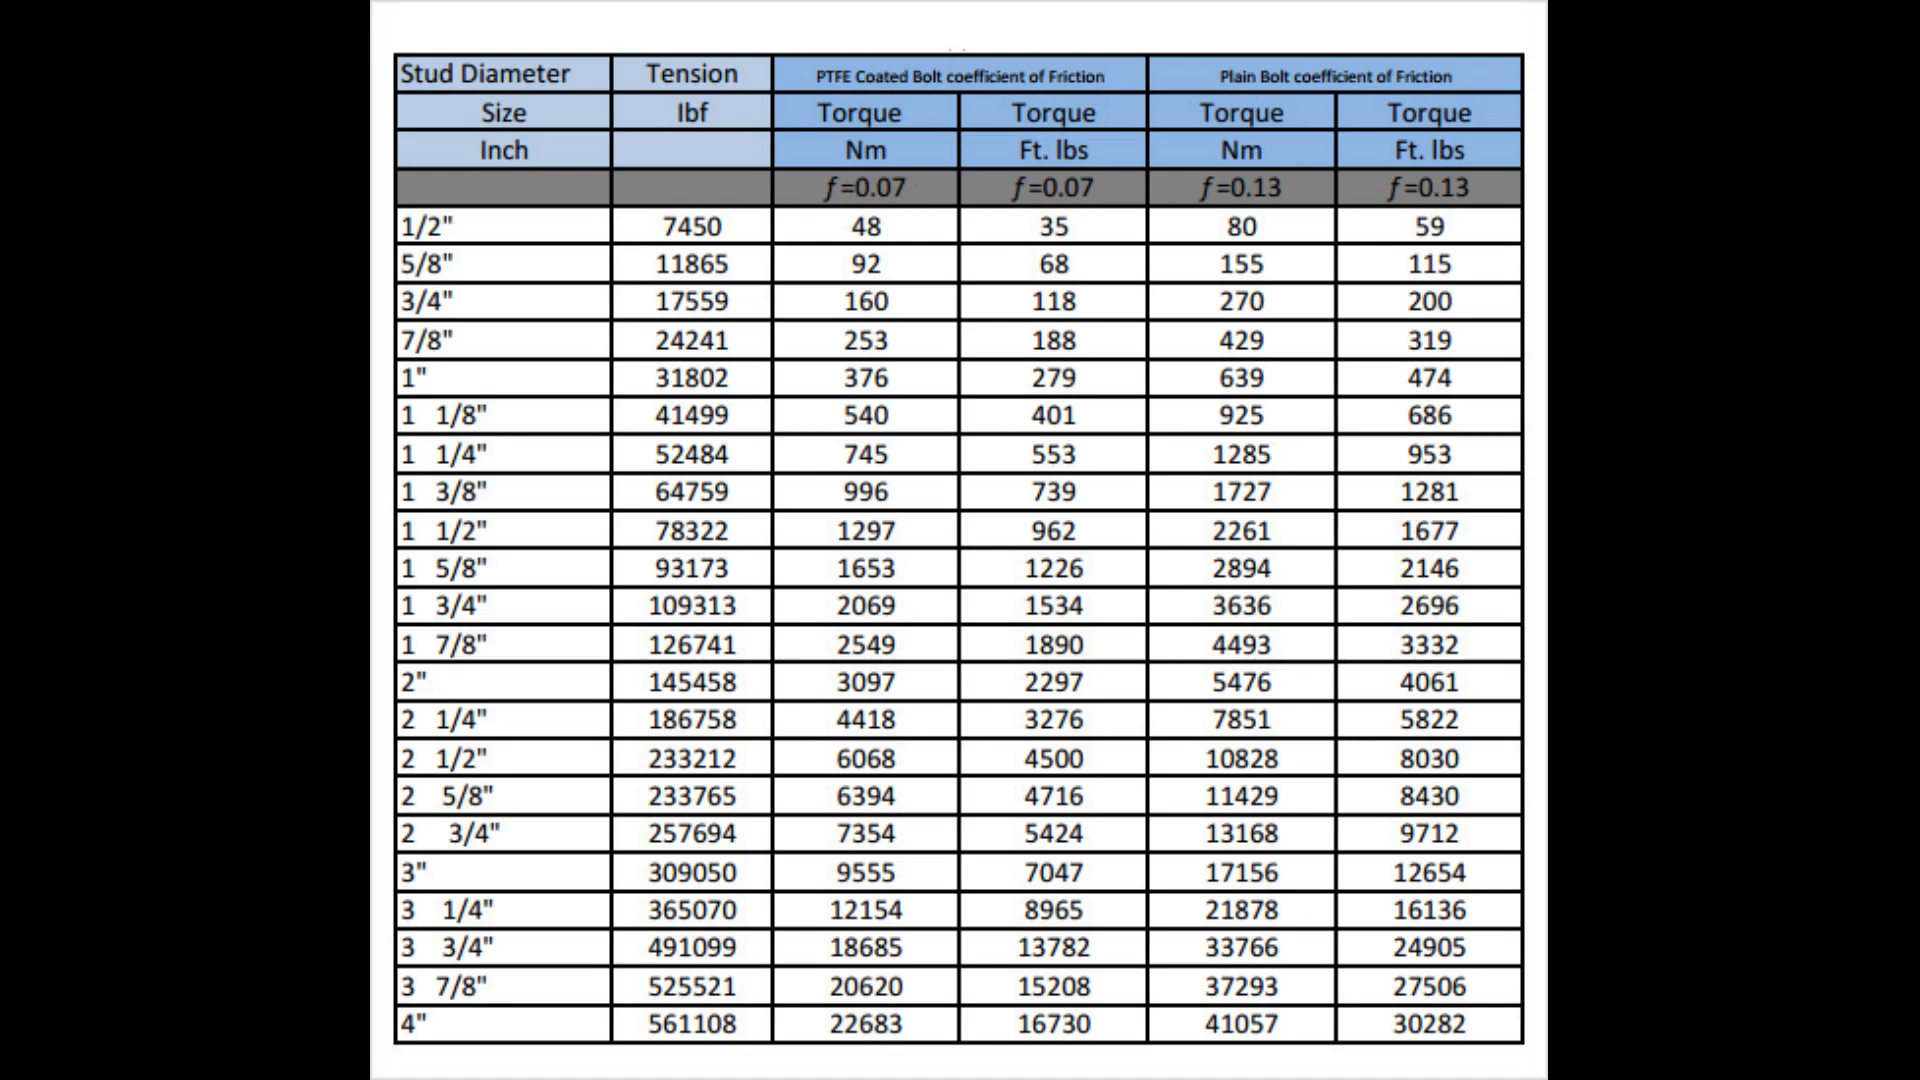 Stud Diameter Tension PTFE Coated Bolt coefficient of Friction Plain Bolt coefficient of Friction
Size lbf Torque Torque Torque Torque
Inch Nm Ft. lbs Nm Ft. lbs
f=0.07 f=0.07 f=0.13 f=0.13
1/2" 7450 48 35 80 59
5/8" 11865 92 68 155 115
3/4" 17559 160 118 270 200
7/8" 24241 253 188 429 319
1" 31802 376 279 639 474
1 1/8" 41499 540 401 925 686
1 1/4" 52484 745 553 1285 953
1 3/8" 64759 996 739 1727 1281
1 1/2" 78322 1297 962 2261 1677
1 5/8" 93173 1653 1226 2894 2146
1 3/4" 109313 2069 1534 3636 2696
1 7/8" 126741 2549 1890 4493 3332
2" 145458 3097 2297 5476 4061
2 1/4" 186758 4418 3276 7851 5822
2 1/2" 233212 6068 4500 10828 8030
2 5/8" 233765 6394 4716 11429 8430
2 3/4" 257694 7354 5424 13168 9712
3" 309050 9555 7047 17156 12654
3 1/4" 365070 12154 8965 21878 16136
3 3/4" 491099 18685 13782 33766 24905
3 7/8" 525521 20620 15208 37293 27506
4" 561108 22683 16730 41057 30282